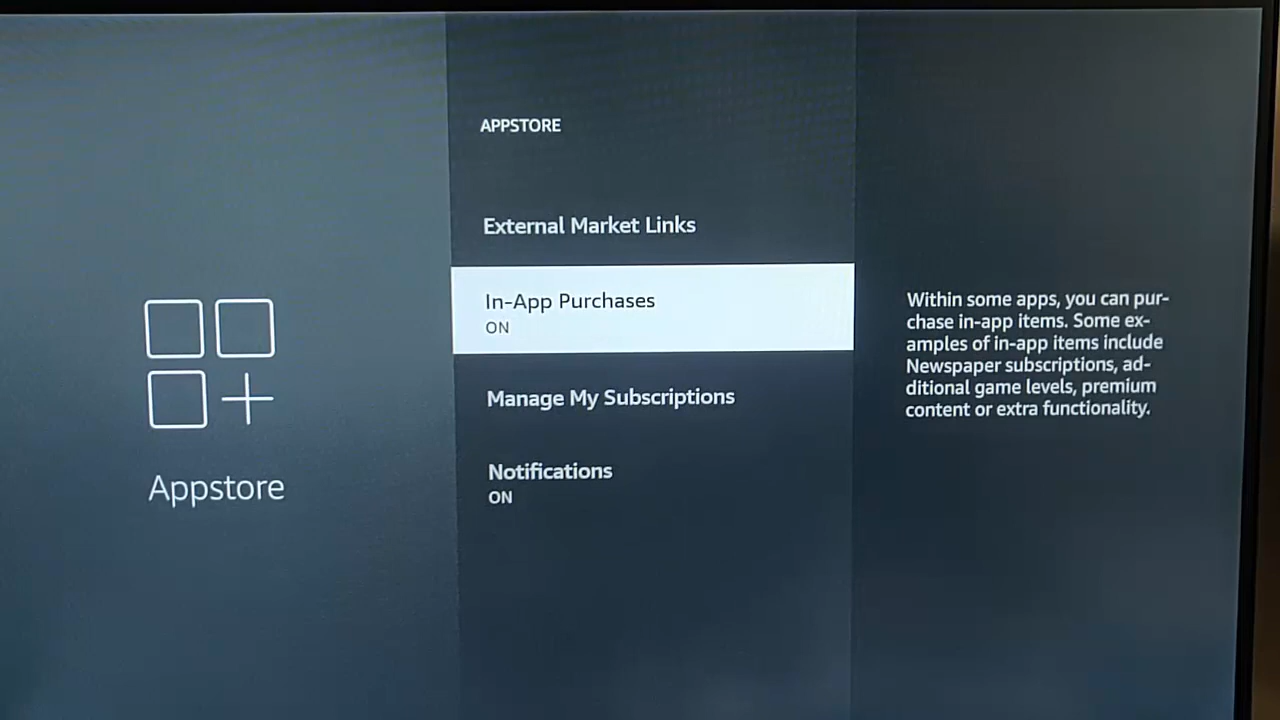 APPSTORE
External Market Links
In-App Purchases
ON
Manage My Subscriptions
Notifications
ON
Appstore
Within some apps, you can pur-
chase in-app items. Some ex-
amples of in-app items include
Newspaper subscriptions, ad-
ditional game levels, premium
content or extra functionality.